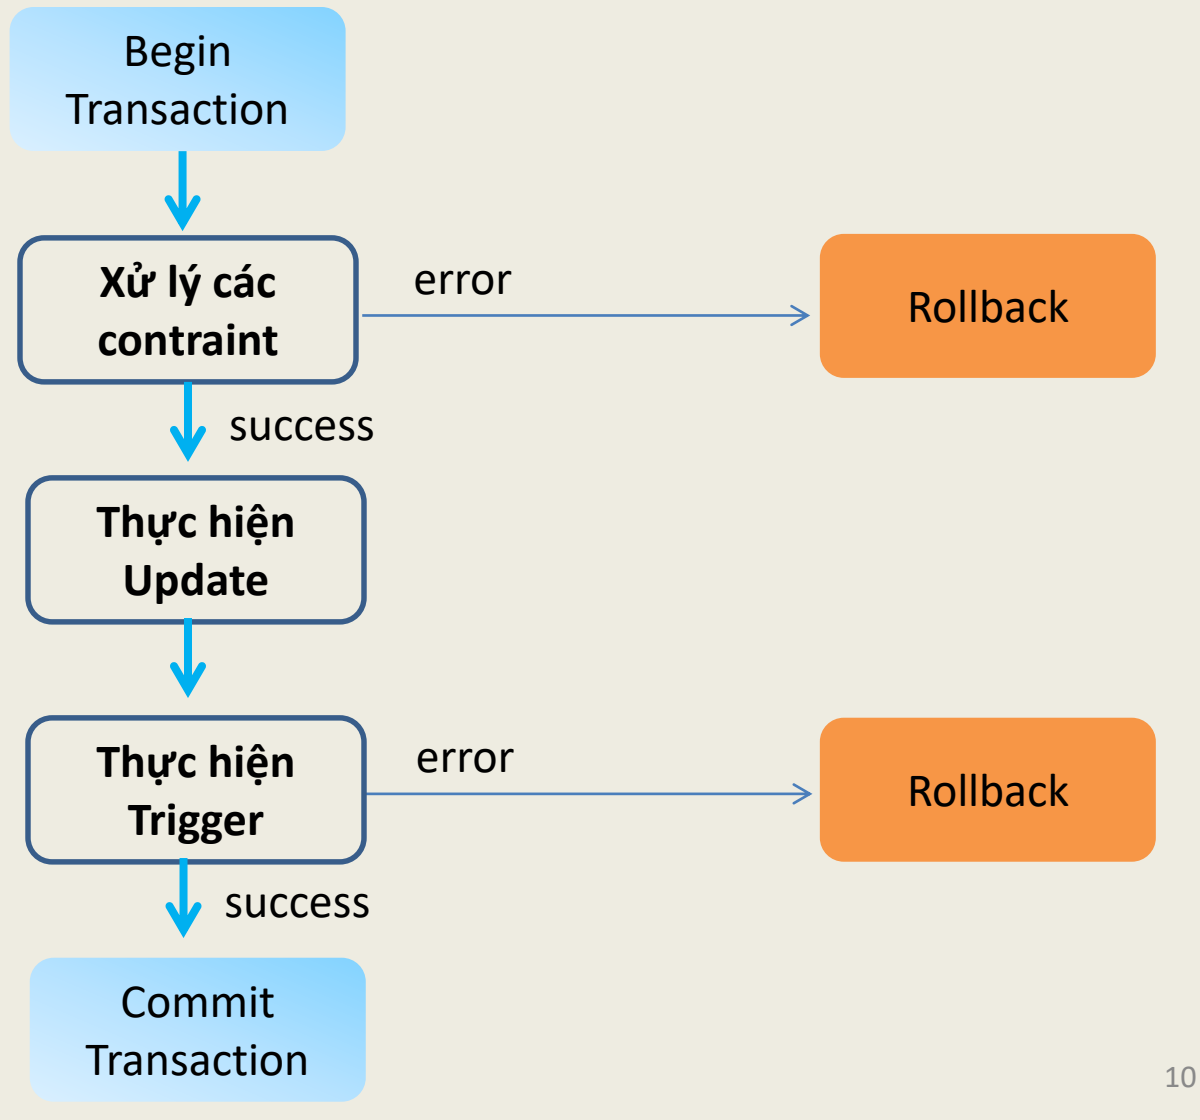 Begin
Transaction
Xử lý các
contraint
error
Rollback
success
Thực hiện
Update
Thực hiện
Trigger
error
Rollback
success
Commit
Transaction
10